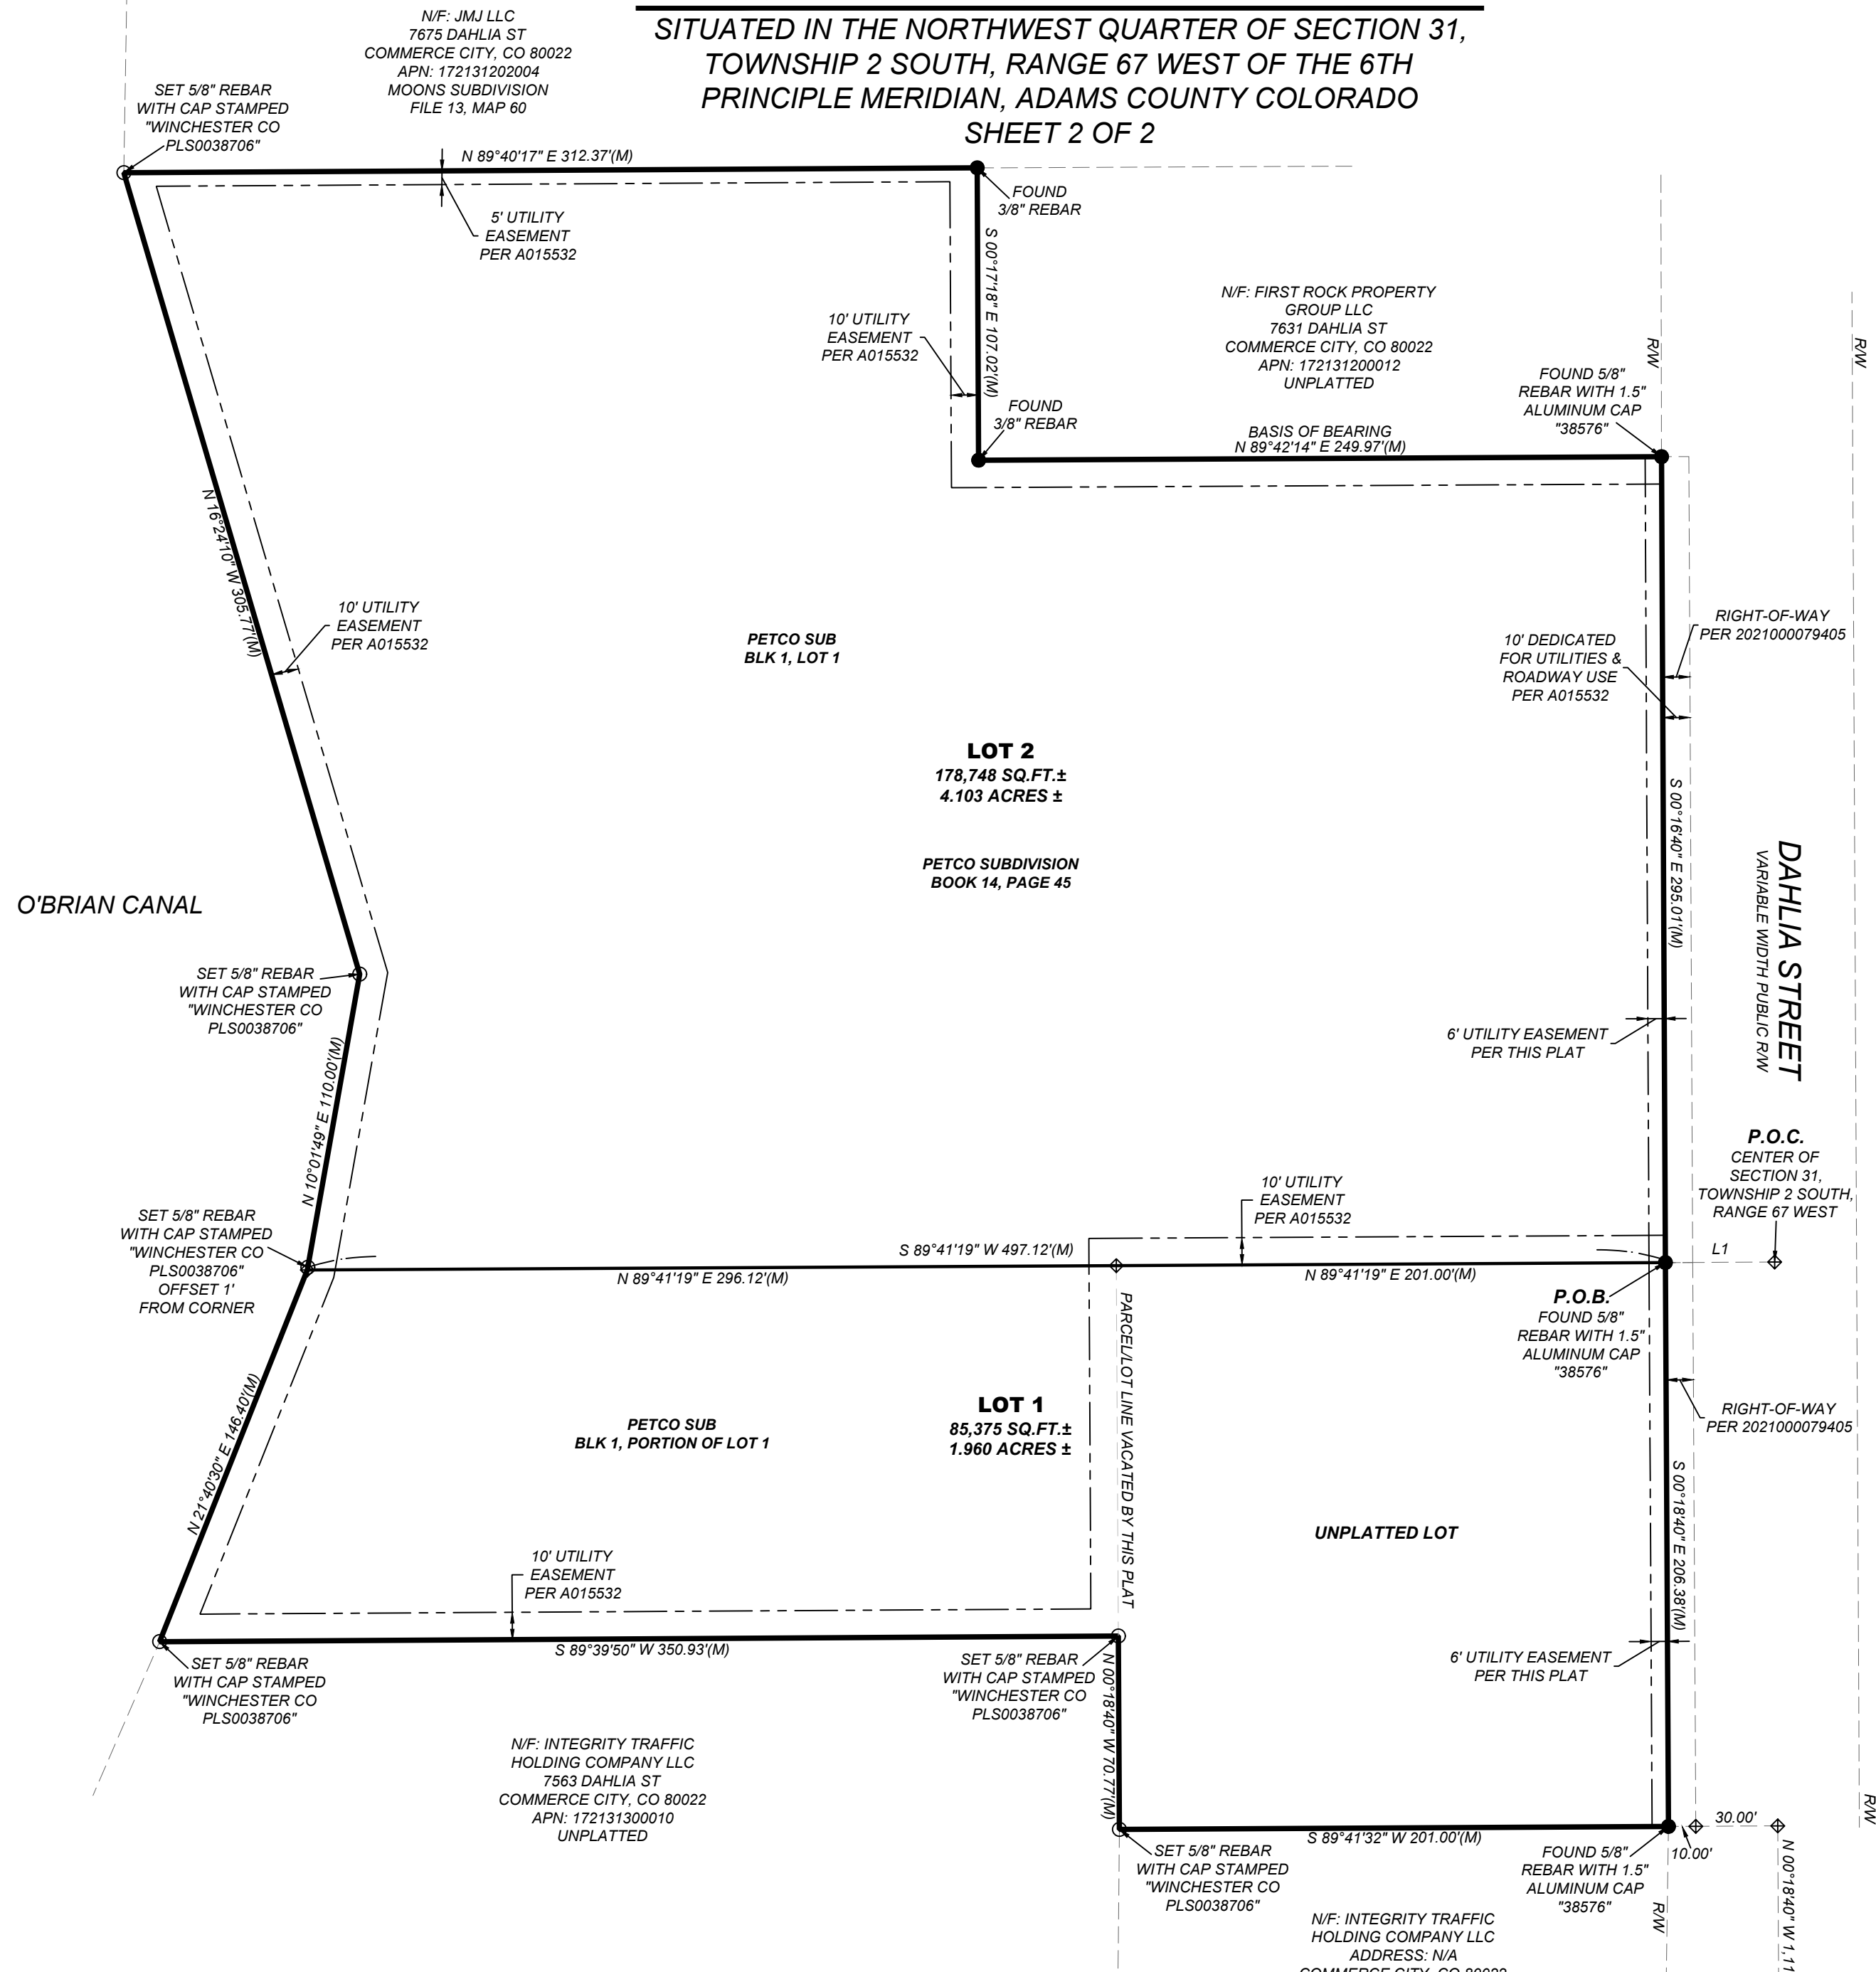 SITUATED IN THE NORTHWEST QUARTER OF SECTION 31,
TOWNSHIP 2 SOUTH, RANGE 67 WEST OF THE 6TH
PRINCIPLE MERIDIAN, ADAMS COUNTY COLORADO
SHEET 2 OF 2
N/F: JMJ LLC
7675 DAHLIA ST
COMMERCE CITY, CO 80022
APN: 172131202004
MOONS SUBDIVISION
FILE 13, MAP 60
SET 5/8" REBAR
WITH CAP STAMPED
"WINCHESTER CO
PLS0038706"
N 89°40'17" E 312.37'(M)
FOUND
3/8" REBAR
5' UTILITY
EASEMENT
PER A015532
S 00°17'18" E 107.02'(M)
10' UTILITY
EASEMENT
PER A015532
N/F: FIRST ROCK PROPERTY
GROUP LLC
7631 DAHLIA ST
COMMERCE CITY, CO 80022
APN: 172131200012
UNPLATTED
R/W
R/W
FOUND 5/8"
REBAR WITH 1.5"
ALUMINUM CAP
"38576"
FOUND
3/8" REBAR
BASIS OF BEARING
N 89°42'14" E 249.97'(M)
N 16°24'10" W 305.77'(M)
10' UTILITY
EASEMENT
PER A015532
PETCO SUB
BLK 1, LOT 1
10' DEDICATED
FOR UTILITIES &
ROADWAY USE
PER A015532
RIGHT-OF-WAY
PER 2021000079405
LOT 2
178,748 SQ.FT.±
4.103 ACRES ±
S 00°16'40" E 295.01'(M)
PETCO SUBDIVISION
BOOK 14, PAGE 45
DAHLIA STREET
VARIABLE WIDTH PUBLIC R/W
O'BRIAN CANAL
SET 5/8" REBAR
WITH CAP STAMPED
"WINCHESTER CO
PLS0038706"
6' UTILITY EASEMENT
PER THIS PLAT
N 10°01'49" E 110.00'(M)
P.O.C.
CENTER OF
SECTION 31,
TOWNSHIP 2 SOUTH,
RANGE 67 WEST
10' UTILITY
EASEMENT
PER A015532
SET 5/8" REBAR
WITH CAP STAMPED
"WINCHESTER CO
PLS0038706"
OFFSET 1'
FROM CORNER
S 89°41'19" W 497.12'(M)
L1
N 89°41'19" E 296.12'(M)
N 89°41'19" E 201.00'(M)
P.O.B.
FOUND 5/8"
REBAR WITH 1.5"
ALUMINUM CAP
"38576"
PARCEL/LOT LINE VACATED BY THIS PLAT
N 21°40'30" E 146.40'(M)
LOT 1
85,375 SQ.FT.±
1.960 ACRES ±
PETCO SUB
BLK 1, PORTION OF LOT 1
RIGHT-OF-WAY
PER 2021000079405
S 00°18'40" E 206.38'(M)
UNPLATTED LOT
10' UTILITY
EASEMENT
PER A015532
S 89°39'50" W 350.93'(M)
SET 5/8" REBAR
WITH CAP STAMPED
"WINCHESTER CO
PLS0038706"
SET 5/8" REBAR
WITH CAP STAMPED
"WINCHESTER CO
PLS0038706"
N 00°18'40" W 70.77'(M)
6' UTILITY EASEMENT
PER THIS PLAT
N/F: INTEGRITY TRAFFIC
HOLDING COMPANY LLC
7563 DAHLIA ST
COMMERCE CITY, CO 80022
APN: 172131300010
UNPLATTED
S 89°41'32" W 201.00'(M)
30.00'
10.00'
R/W
SET 5/8" REBAR
WITH CAP STAMPED
"WINCHESTER CO
PLS0038706"
FOUND 5/8"
REBAR WITH 1.5"
ALUMINUM CAP
"38576"
R/W
N 00°18'40" W 1,11
N/F: INTEGRITY TRAFFIC
HOLDING COMPANY LLC
ADDRESS: N/A
COMMERCE CITY, CO 80022